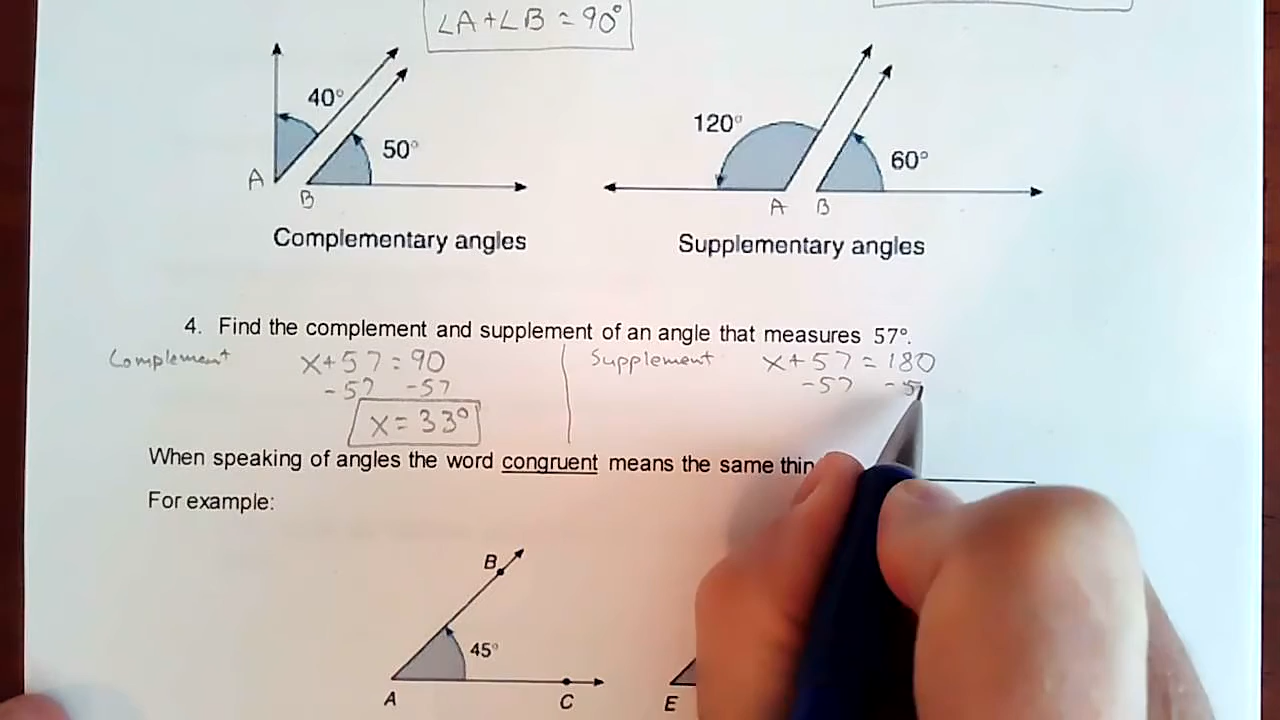 ∠A+∠B=90°
40°
50°
A
B
Complementary angles
120°
60°
A B
Supplementary angles
4. Find the complement and supplement of an angle that measures 57°.
Complement
x+57=90
-57 -57
x=33°
Supplement
x+57=180
-57 -5
When speaking of angles the word congruent means the same
For example:
B
45°
A
C
E